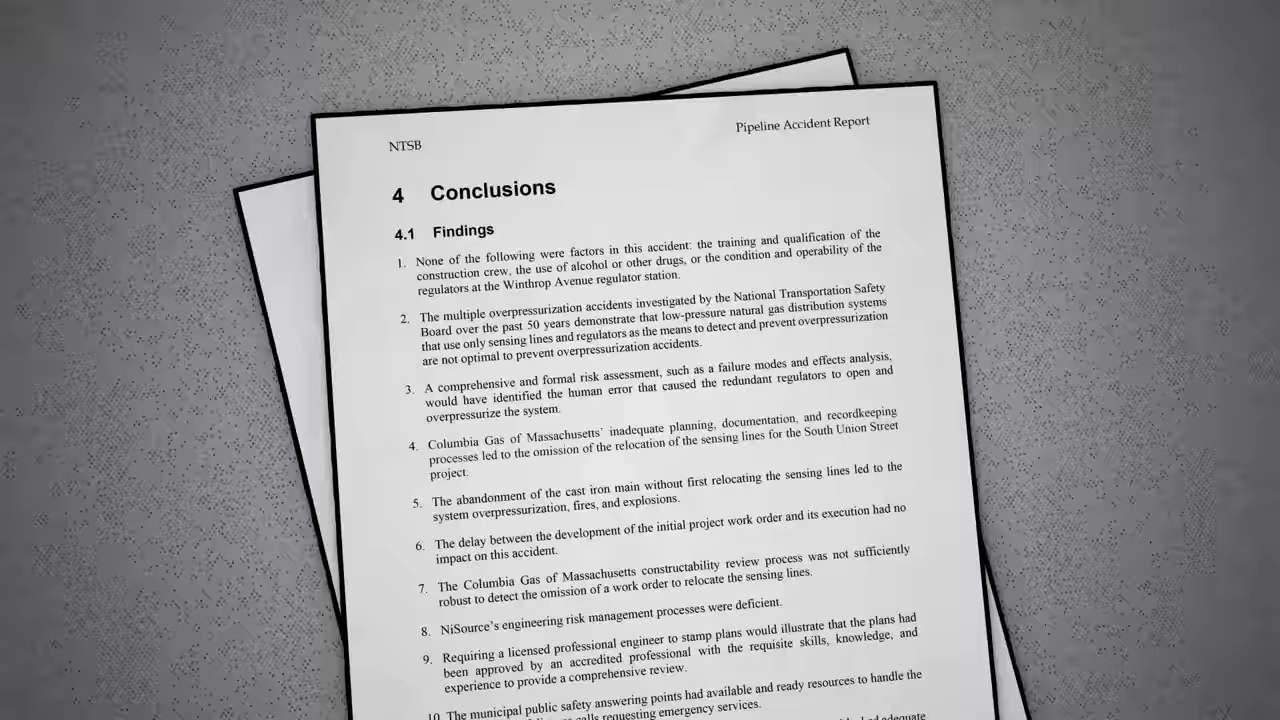 NTSB
Pipeline Accident Report
4 Conclusions
4.1 Findings
1. None of the following were factors in this accident: the training and qualification of the
construction crew, the use of alcohol or other drugs, or the condition and operability of the
regulators at the Winthrop Avenue regulator station.
2. The multiple overpressurization accidents investigated by the National Transportation Safety
Board over the past 50 years demonstrate that low-pressure natural gas distribution systems
that use only sensing lines and regulators as the means to detect and prevent overpressurization
are not optimal to prevent overpressurization accidents.
3. A comprehensive and formal risk assessment, such as a failure modes and effects analysis,
would have identified the human error that caused the redundant regulators to open and
overpressurize the system.
4. Columbia Gas of Massachusetts' inadequate planning, documentation, and recordkeeping
processes led to the omission of the relocation of the sensing lines for the South Union Street
project.
5. The abandonment of the cast iron main without first relocating the sensing lines led to the
system overpressurization, fires, and explosions.
6. The delay between the development of the initial project work order and its execution had no
impact on this accident.
7. The Columbia Gas of Massachusetts constructability review process was not sufficiently
robust to detect the omission of a work order to relocate the sensing lines.
8. NiSource's engineering risk management processes were deficient.
9. Requiring a licensed professional engineer to stamp plans would illustrate that the plans had
been approved by an accredited professional with the requisite skills, knowledge, and
experience to provide a comprehensive review.
10. The municipal public safety answering points had available and ready resources to handle the
calls requesting emergency services.
adequate